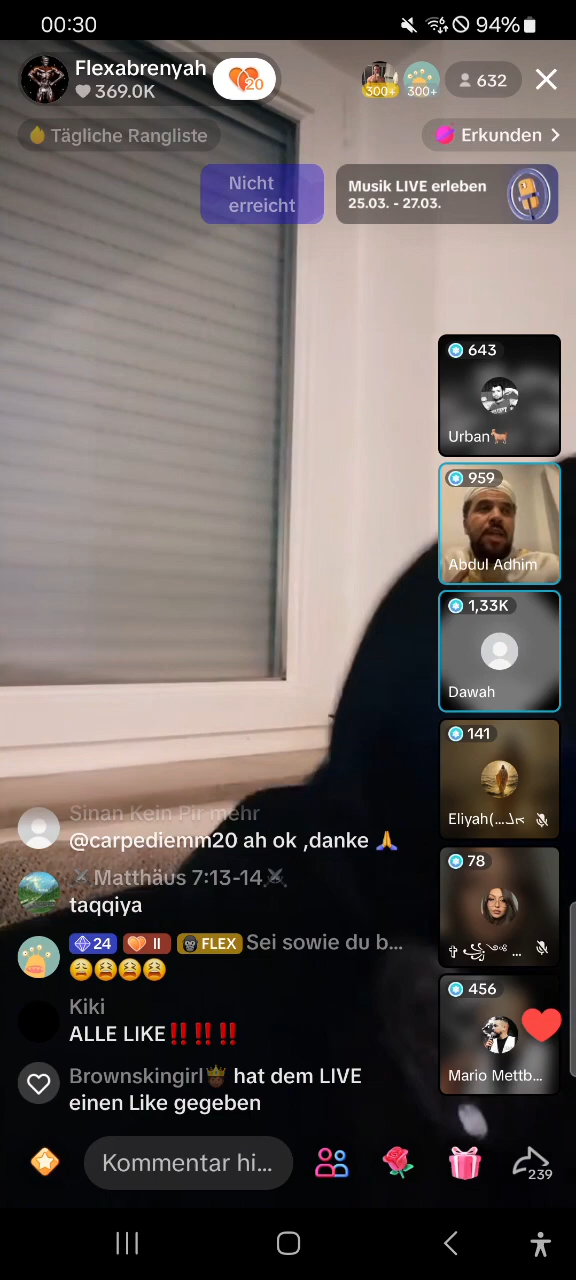 00:30
94%
Flexabrenyah
369.0K
20
300+
300+
632
Tägliche Rangliste
Erkunden >
Nicht
erreicht
Musik LIVE erleben
25.03. - 27.03.
643
Urban
959
Abdul Adhim
1,33K
Dawah
141
Eliyah(...
78
...
456
Mario Mettb...
Sinan Kein Pir mehr
@carpediemm20 ah ok ,danke 🙏
⚔Matthäus 7:13-14⚔
taqqiya
24 II FLEX Sei sowie du b...
😩😩😩😩
Kiki
ALLE LIKE‼️‼️‼️
Brownskingirl hat dem LIVE
einen Like gegeben
Kommentar hi...
239